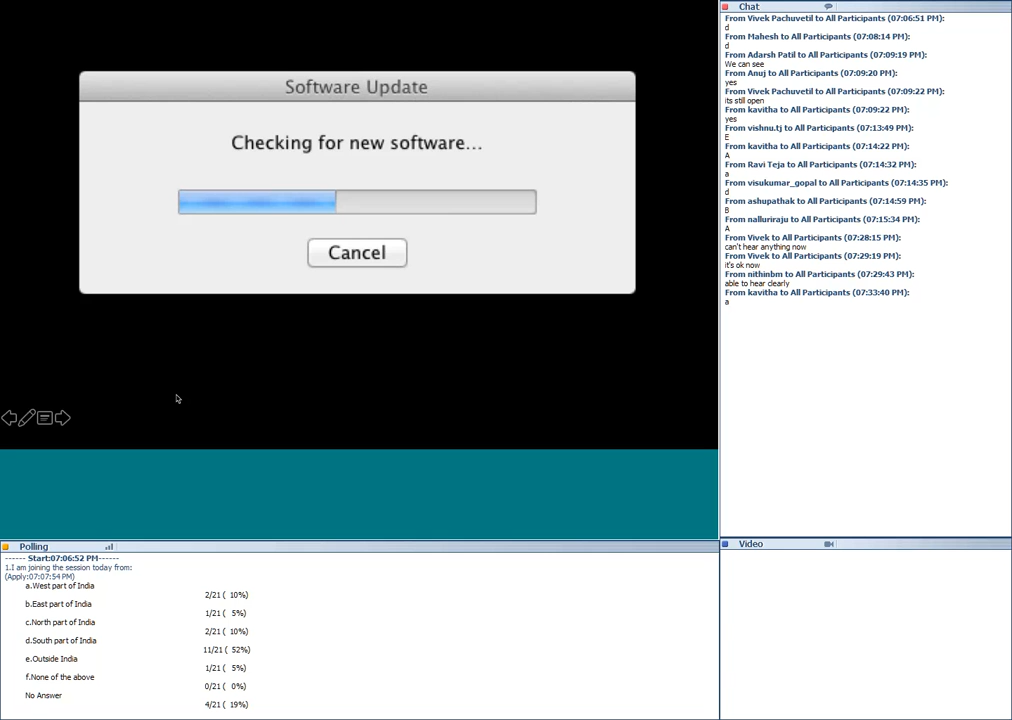 Software Update
Checking for new software...
Cancel
Chat
From Vivek Pachuvetil to All Participants (07:06:51 PM):
d
From Mahesh to All Participants (07:08:14 PM):
d
From Adarsh Patil to All Participants (07:09:19 PM):
We can see
From Anuj to All Participants (07:09:20 PM):
yes
From Vivek Pachuvetil to All Participants (07:09:22 PM):
its still open
From kavitha to All Participants (07:09:22 PM):
yes
From vishnu.tj to All Participants (07:13:49 PM):
E
From kavitha to All Participants (07:14:22 PM):
A
From Ravi Teja to All Participants (07:14:32 PM):
a
From visukumar_gopal to All Participants (07:14:35 PM):
d
From ashupathak to All Participants (07:14:59 PM):
B
From nalluriraju to All Participants (07:15:34 PM):
A
From Vivek to All Participants (07:28:15 PM):
can't hear anything now
From Vivek to All Participants (07:29:19 PM):
it's ok now
From nithinbm to All Participants (07:29:43 PM):
able to hear clearly
From kavitha to All Participants (07:33:40 PM):
a
Polling
------ Start:07:06:52 PM------
1.I am joining the session today from:
(Apply:07:07:54 PM)
a.West part of India
2/21 ( 10%)
b.East part of India
1/21 ( 5%)
c.North part of India
2/21 ( 10%)
d.South part of India
11/21 ( 52%)
e.Outside India
1/21 ( 5%)
f.None of the above
0/21 ( 0%)
No Answer
4/21 ( 19%)
Video